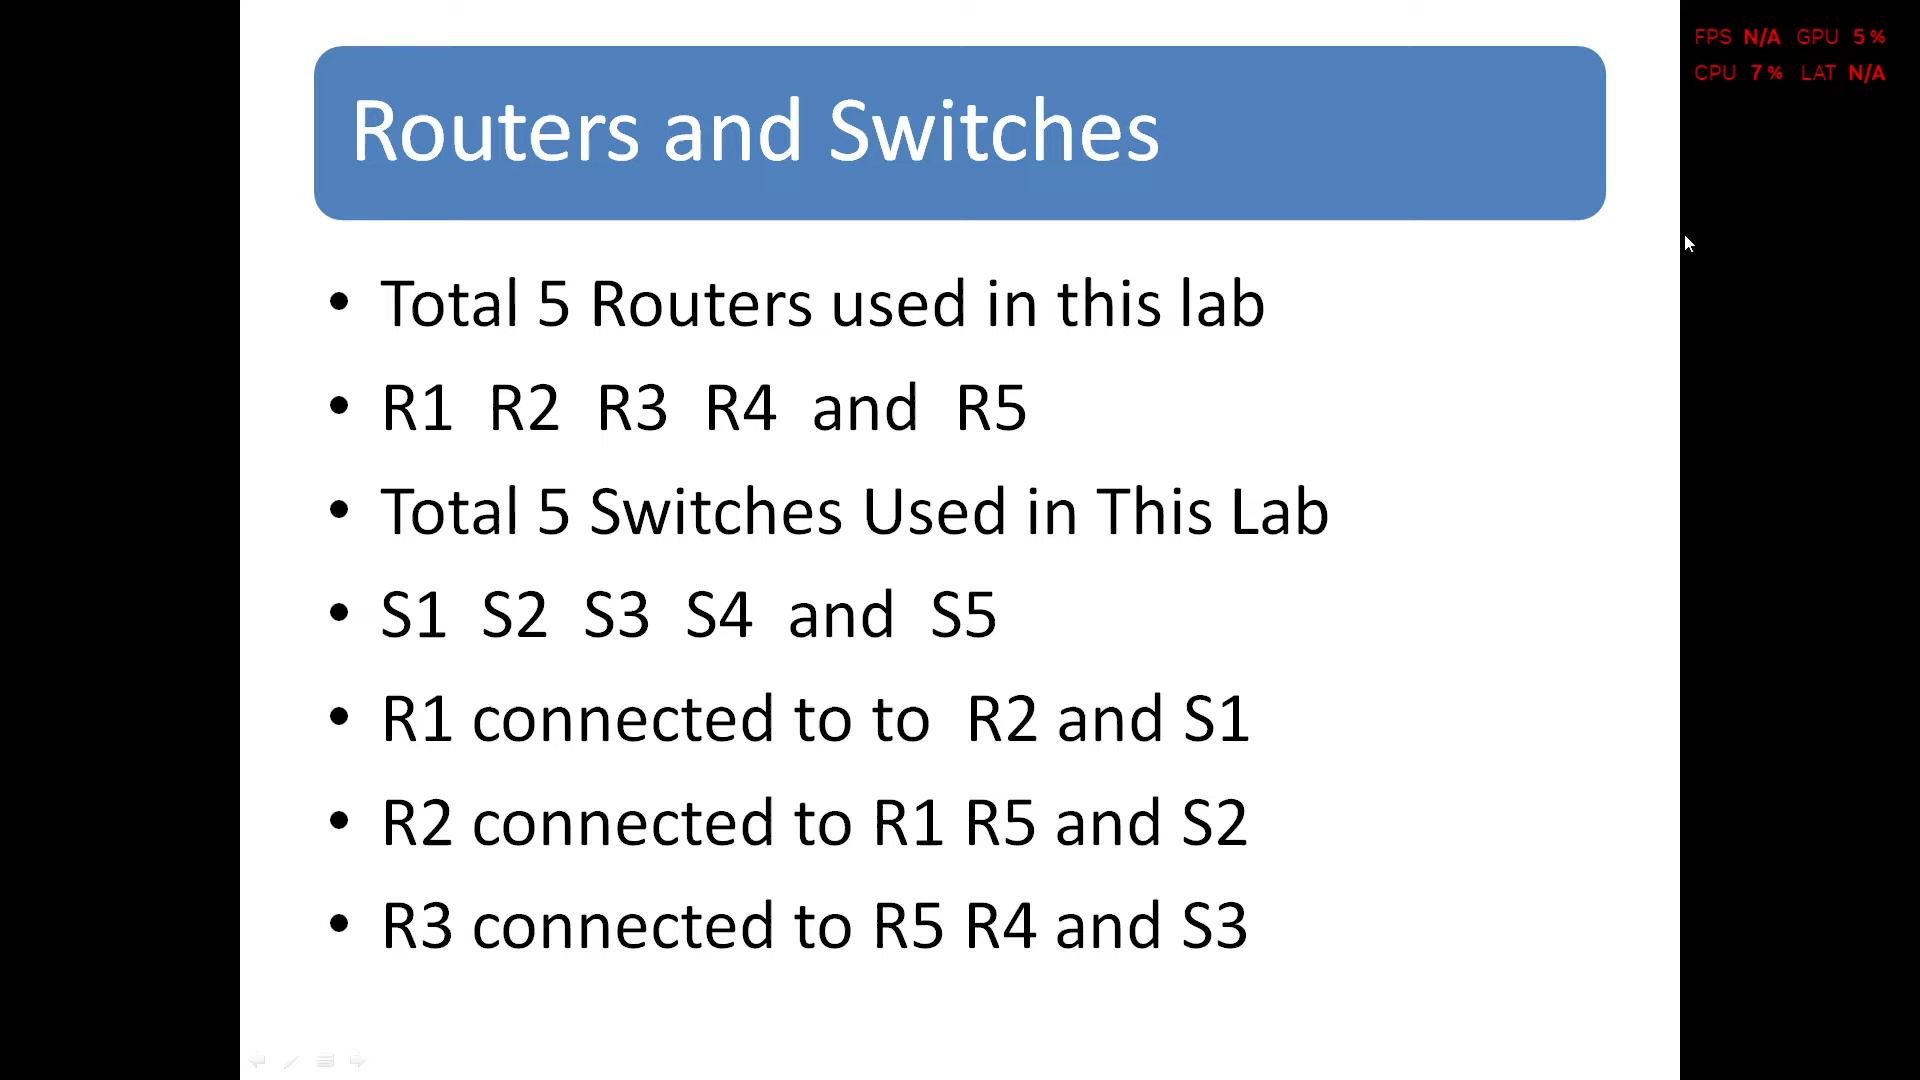 Routers and Switches
FPS N/A GPU 5 %
CPU 7 % LAT N/A
• Total 5 Routers used in this lab
• R1 R2 R3 R4 and R5
• Total 5 Switches Used in This Lab
• S1 S2 S3 S4 and S5
• R1 connected to to R2 and S1
• R2 connected to R1 R5 and S2
• R3 connected to R5 R4 and S3